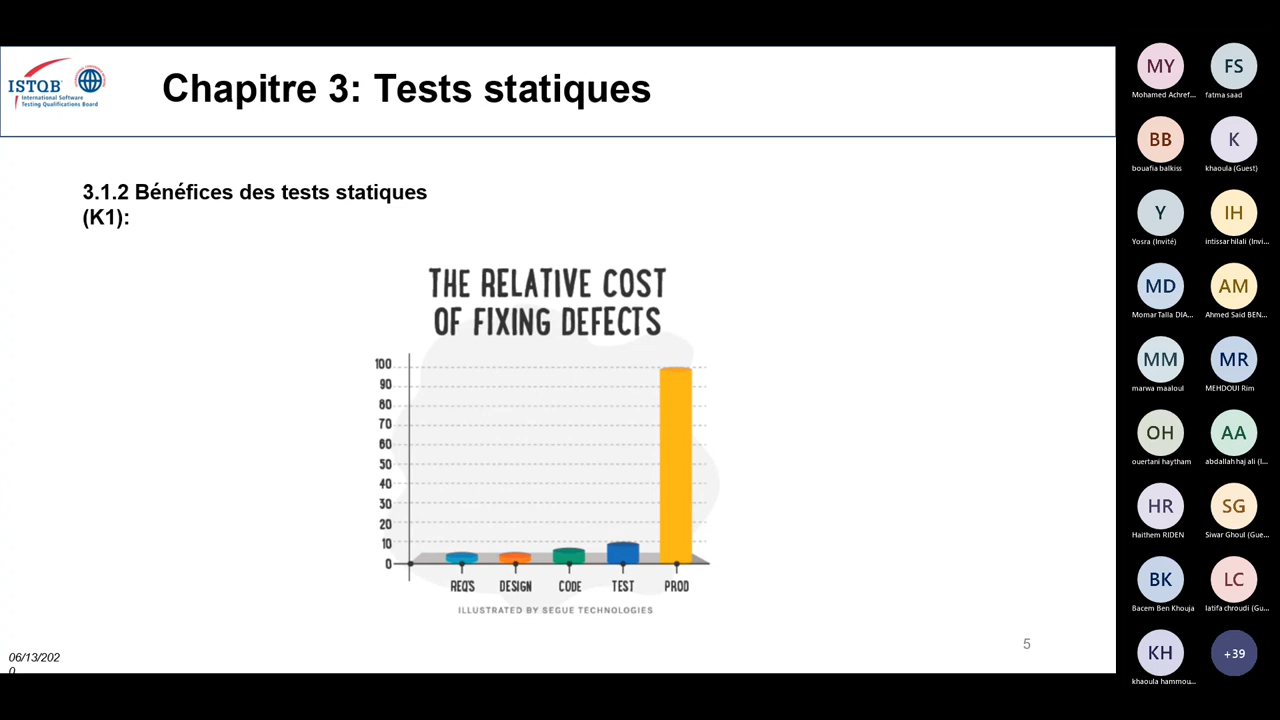 ISTQB
International Software
Testing Qualifications Board
Chapitre 3: Tests statiques
3.1.2 Bénéfices des tests statiques
(K1):
THE RELATIVE COST
OF FIXING DEFECTS
100
90
80
70
60
50
40
30
20
10
0
REQ'S DESIGN CODE TEST PROD
ILLUSTRATED BY SEGUE TECHNOLOGIES
5
06/13/202
0
MY FS
Mohamed Achref... fatma saad
BB K
bouafia balkiss khaoula (Guest)
Y IH
Yosra (Invité) intissar hilali (Invi...
MD AM
Momar Talla DIA... Ahmed Said BEN...
MM MR
marwa maaloul MEHDOUI Rim
OH AA
ouertani haytham abdallah haj ali (I...
HR SG
Haithem RIDEN Siwar Ghoul (Gue...
BK LC
Bacem Ben Khouja latifa chroudi (Gu...
KH +39
khaoula hammou...